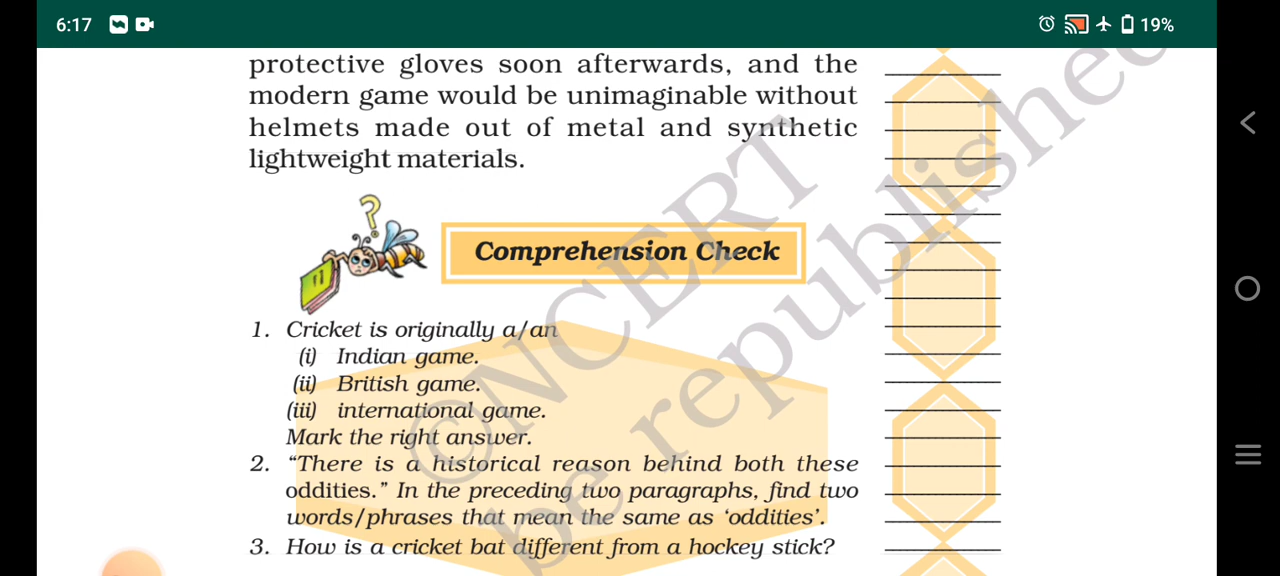 6:17
19%
protective gloves soon afterwards, and the
modern game would be unimaginable without
helmets made out of metal and synthetic
lightweight materials.
?
Comprehension Check
1. Cricket is originally a/an
(i) Indian game.
(ii) British game.
(iii) international game.
Mark the right answer.
2. “There is a historical reason behind both these
oddities.” In the preceding two paragraphs, find two
words/phrases that mean the same as ‘oddities’.
3. How is a cricket bat different from a hockey stick?
©NCERT
be republished